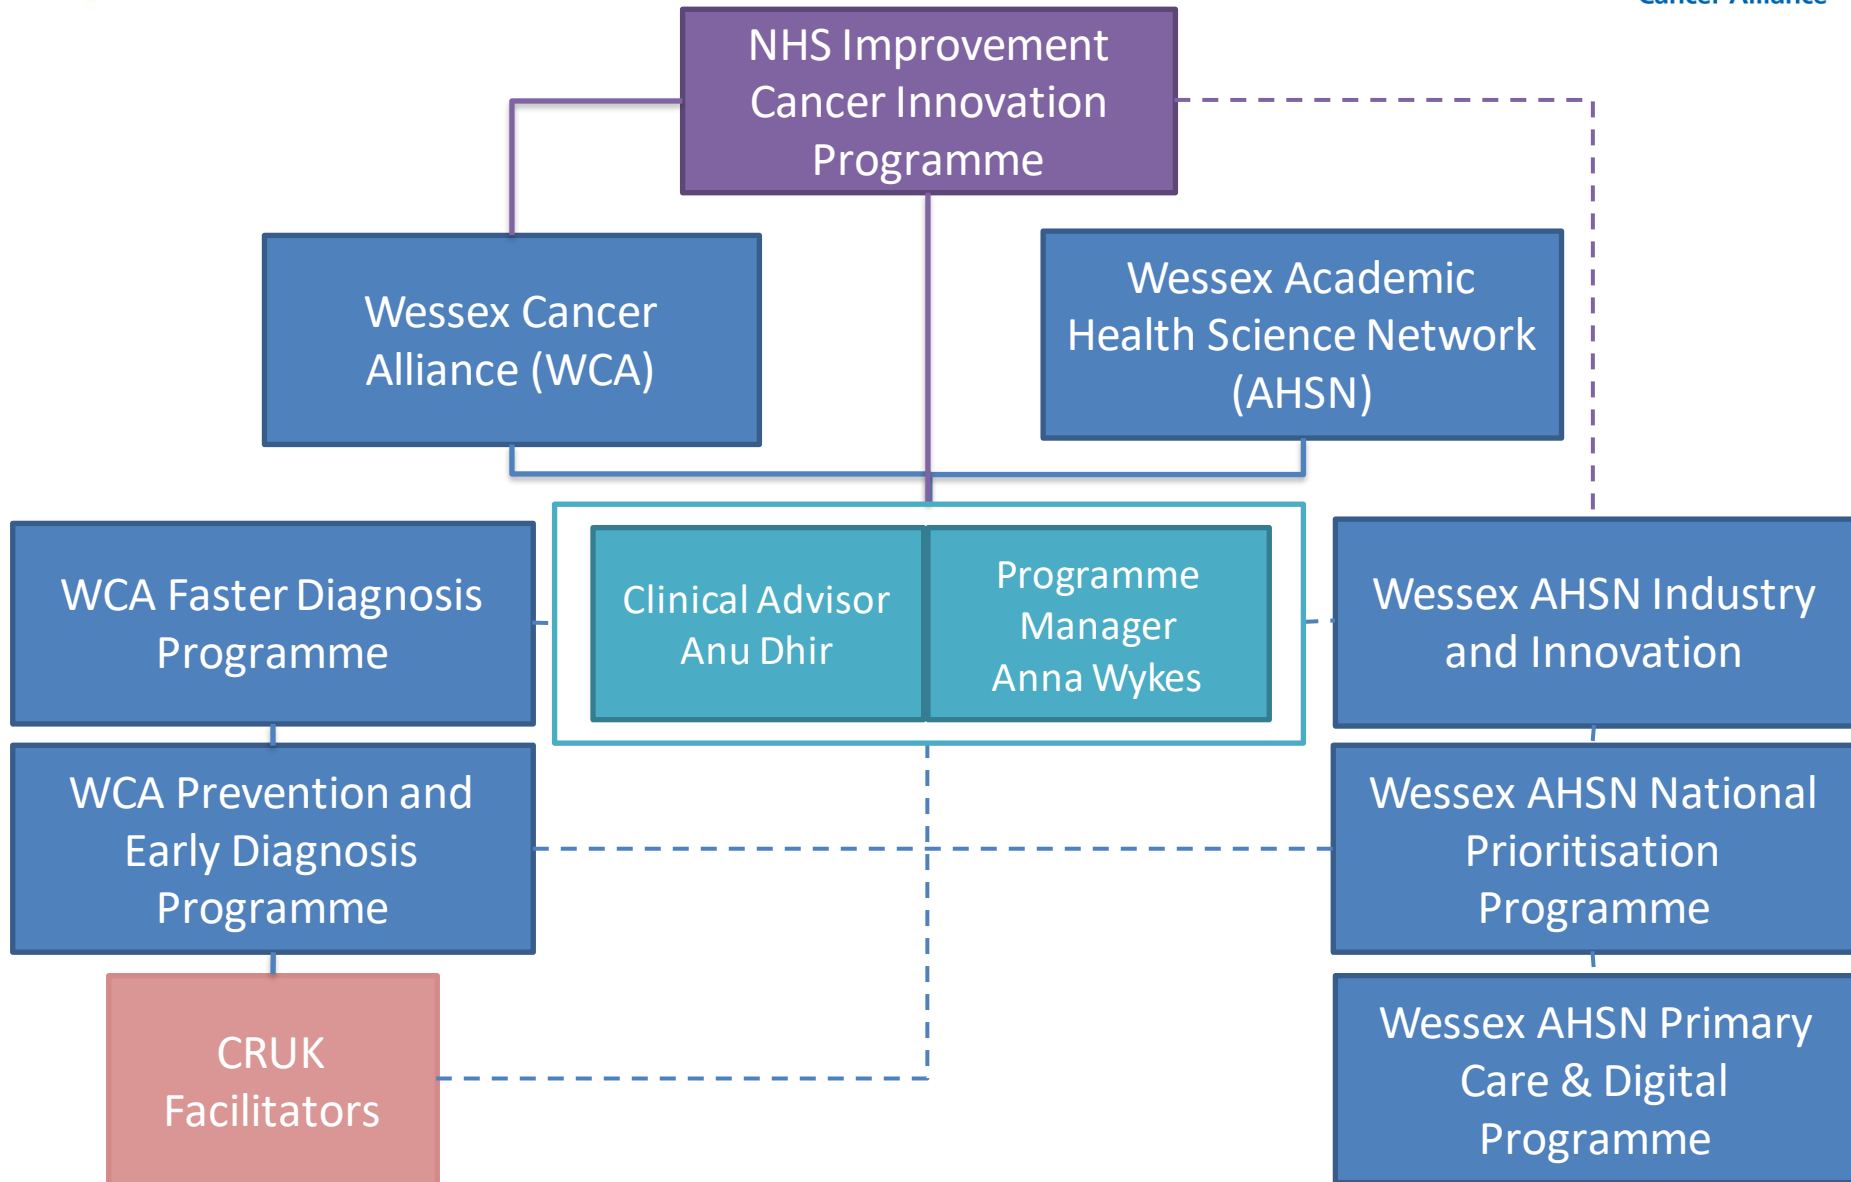 Cancer Alliance
NHS Improvement
Cancer Innovation
Programme
Wessex Cancer
Alliance (WCA)
Wessex Academic
Health Science Network
(AHSN)
WCA Faster Diagnosis
Programme
Clinical Advisor
Anu Dhir
Programme
Manager
Anna Wykes
Wessex AHSN Industry
and Innovation
WCA Prevention and
Early Diagnosis
Programme
Wessex AHSN National
Prioritisation
Programme
CRUK
Facilitators
Wessex AHSN Primary
Care & Digital
Programme